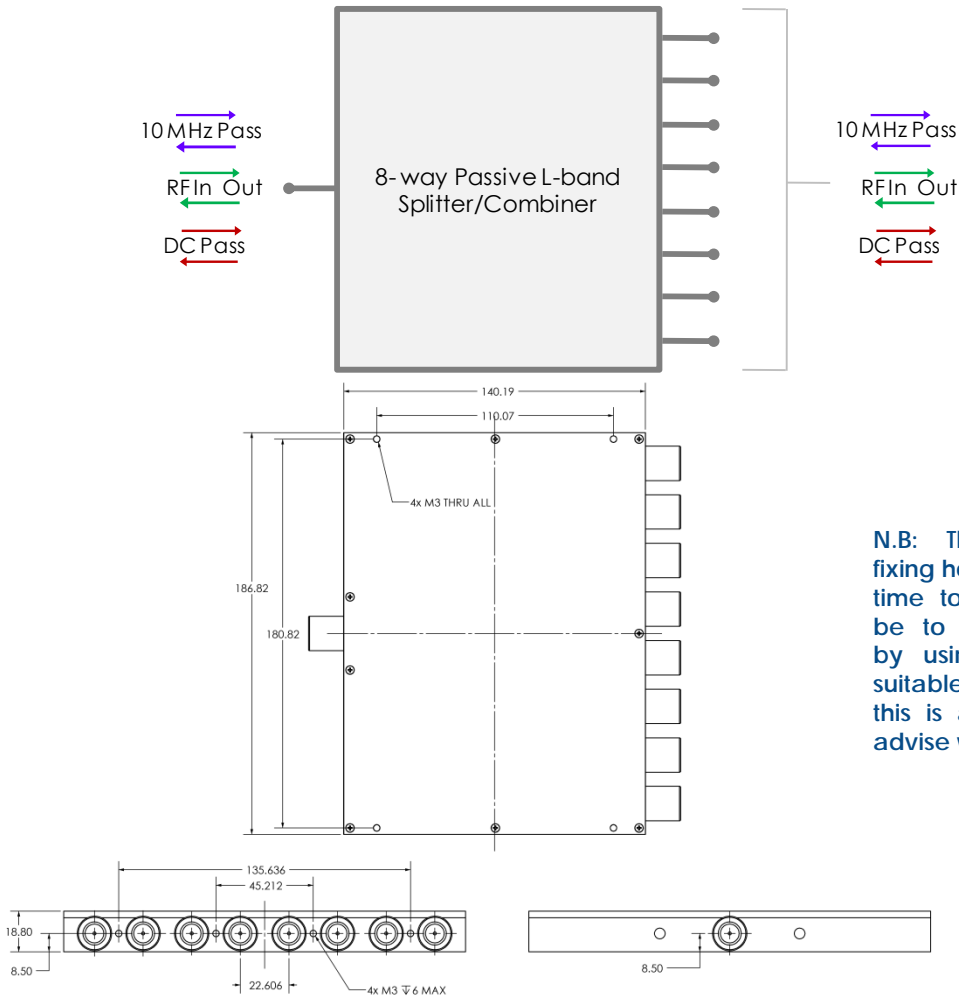 10 MHz Pass
RF In Out
DC Pass
8-way Passive L-band
Splitter/Combiner
10 MHz Pass
RF In Out
DC Pass
140.19
110.07
4x M3 THRU ALL
186.82
180.82
N.B:
fixing
time to
be to
by
suitable
this is
advise
135.636
45.212
18.80
8.50
22.606
4x M3 ↧ 6 MAX
8.50